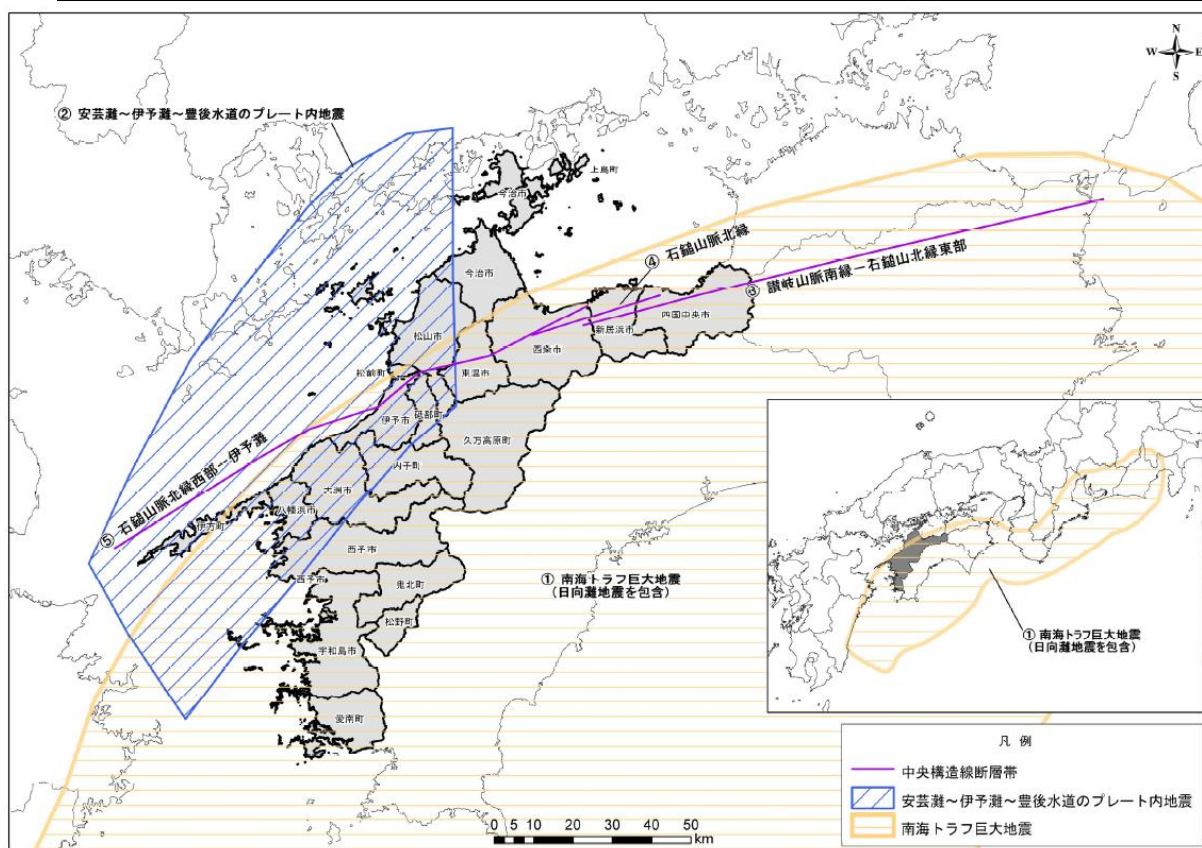 N
W E
S
② 安芸灘～伊予灘～豊後水道のプレート内地震
上島町
今治市
今治市
④ 石鎚山脈北縁
③ 讃岐山脈南縁－石鎚山北縁東部
四国中央市
新居浜市
西条市
松山市
東温市
松前町
伊予市
砥部町
久万高原町
内子町
大洲市
⑤ 石鎚山脈北縁西部－伊予灘
八幡浜市
伊方町
西予市
西予市
鬼北町
松野町
宇和島市
愛南町
① 南海トラフ巨大地震
（日向灘地震を包含）
① 南海トラフ巨大地震
（日向灘地震を包含）
凡 例
中央構造線断層帯
安芸灘～伊予灘～豊後水道のプレート内地震
南海トラフ巨大地震
0 5 10 20 30 40 50
km